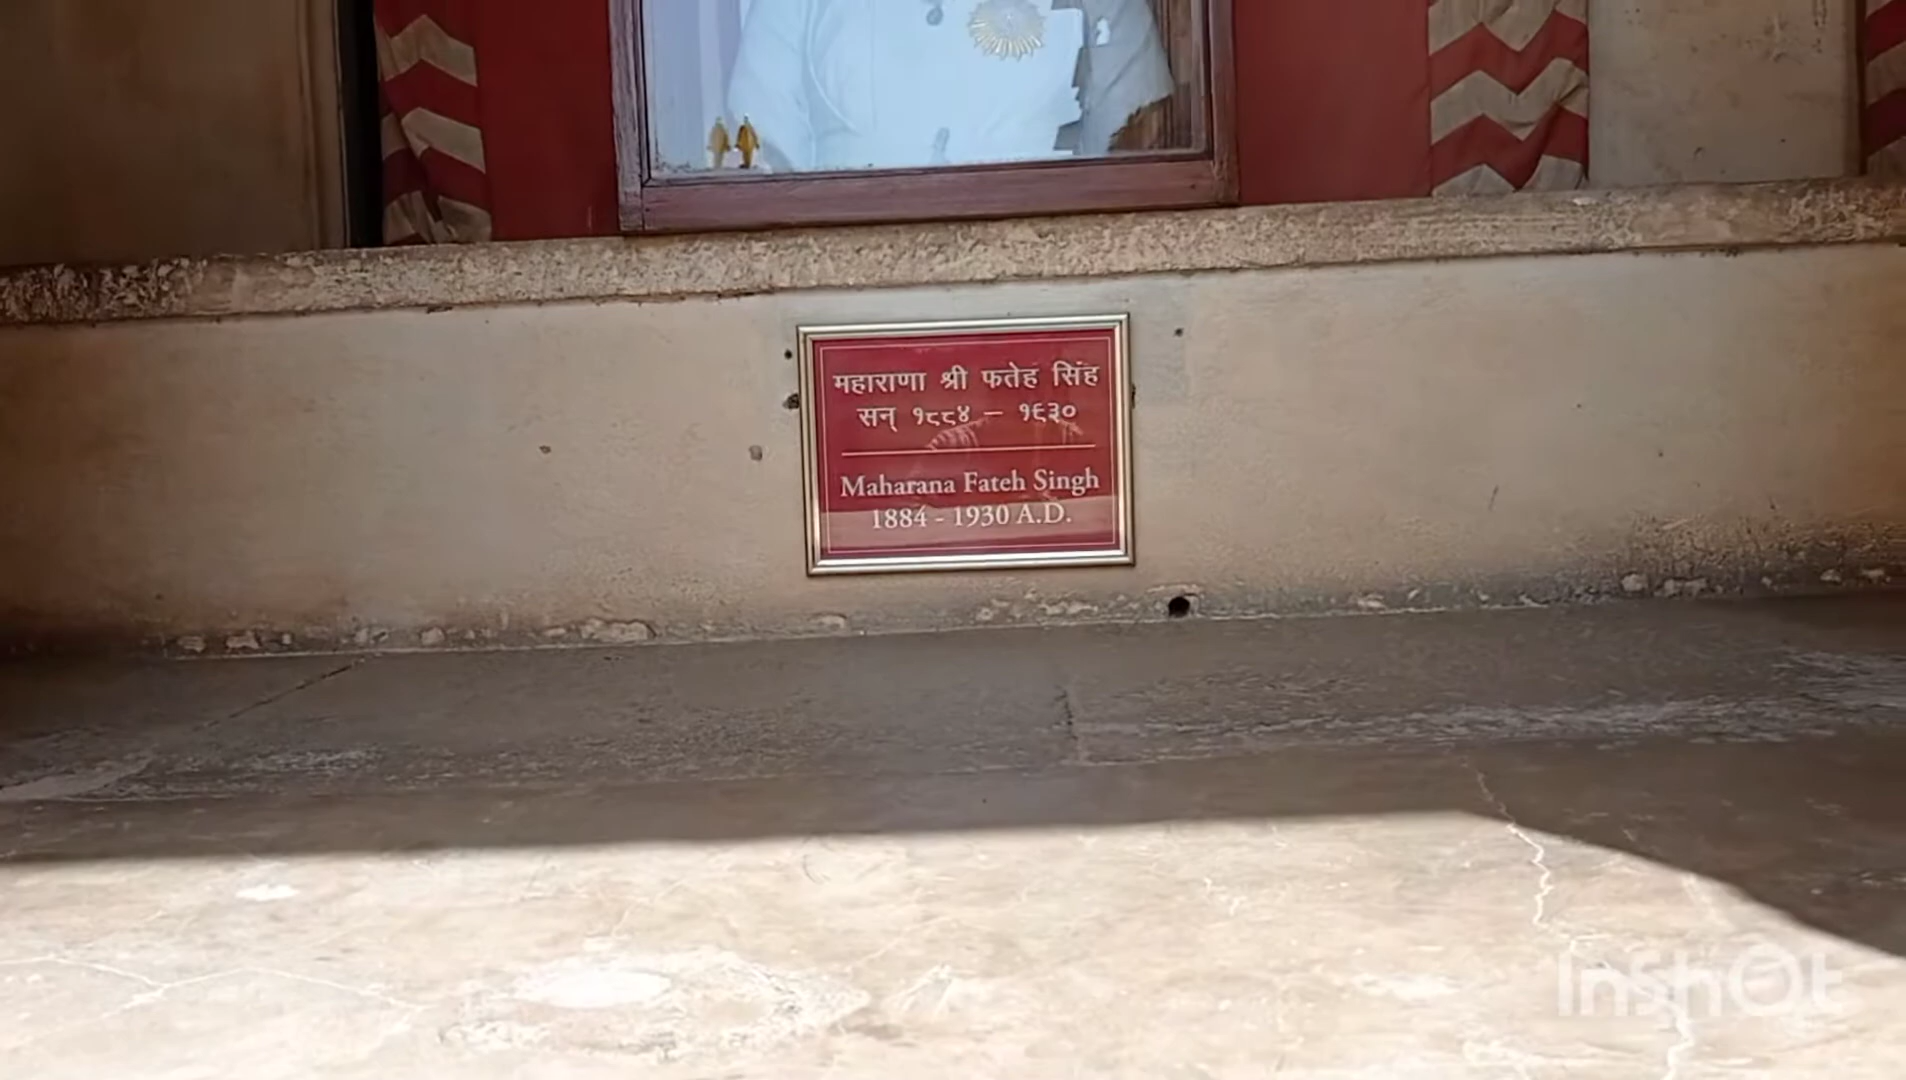 महाराणा श्री फतेह सिंह
सन् १८८४ – १९३०
Maharana Fateh Singh
1884 - 1930 A.D.
InShOt